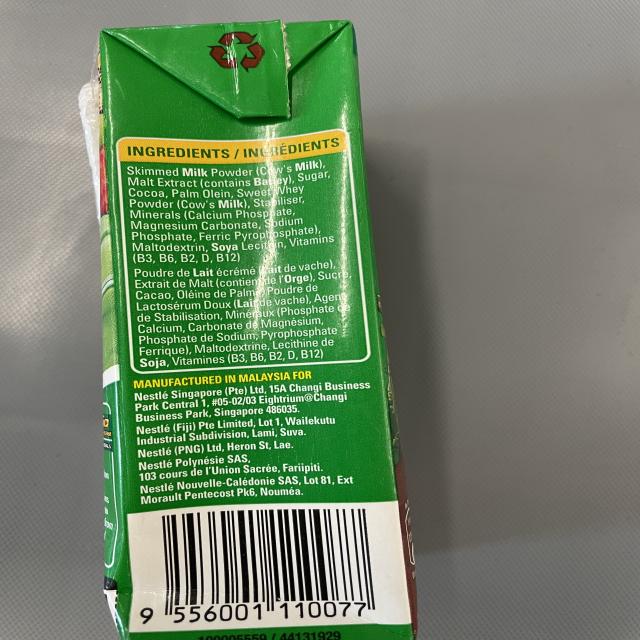 INGREDIENTS / INGRÉDIENTS
Skimmed Milk Powder (Cow's Milk),
Malt Extract (contains Barley), Sugar,
Cocoa, Palm Olein, Sweet Whey
Powder (Cow's Milk), Stabiliser,
Minerals (Calcium Phosphate,
Magnesium Carbonate, Sodium
Phosphate, Ferric Pyrophosphate),
Maltodextrin, Soya Lecithin, Vitamins
(B3, B6, B2, D, B12)
Poudre de Lait écrémé (Lait de vache),
Extrait de Malt (contient de l'Orge), Sucre,
Cacao, Oléine de Palme, Poudre de
Lactosérum Doux (Lait de vache), Agent
de Stabilisation, Minéraux (Phosphate de
Calcium, Carbonate de Magnésium,
Phosphate de Sodium, Pyrophosphate
Ferrique), Maltodextrine, Lecithine de
Soja, Vitamines (B3, B6, B2, D, B12)
MANUFACTURED IN MALAYSIA FOR
Nestlé Singapore (Pte) Ltd, 15A Changi Business
Park Central 1, #05-02/03 Eightrium@Changi
Business Park, Singapore 486035.
Nestlé (Fiji) Pte Limited, Lot 1, Wailekutu
Industrial Subdivision, Lami, Suva.
Nestlé (PNG) Ltd, Heron St, Lae.
Nestlé Polynésie SAS,
103 cours de l'Union Sacrée, Fariipiti.
Nestlé Nouvelle-Calédonie SAS, Lot 81, Ext
Morault Pentecost Pk6, Nouméa.
9 556001 110077
100005559 / 44131929